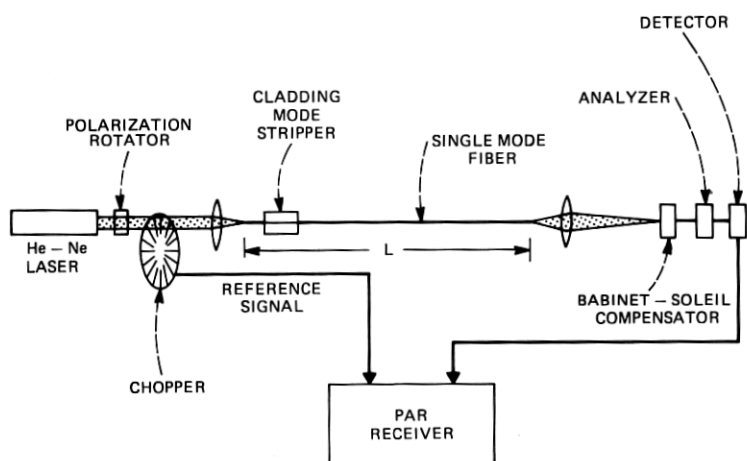 DETECTOR
ANALYZER
CLADDING
MODE
STRIPPER
POLARIZATION
ROTATOR
SINGLE MODE
FIBER
He – Ne
LASER
L
REFERENCE
SIGNAL
BABINET – SOLEIL
COMPENSATOR
CHOPPER
PAR
RECEIVER